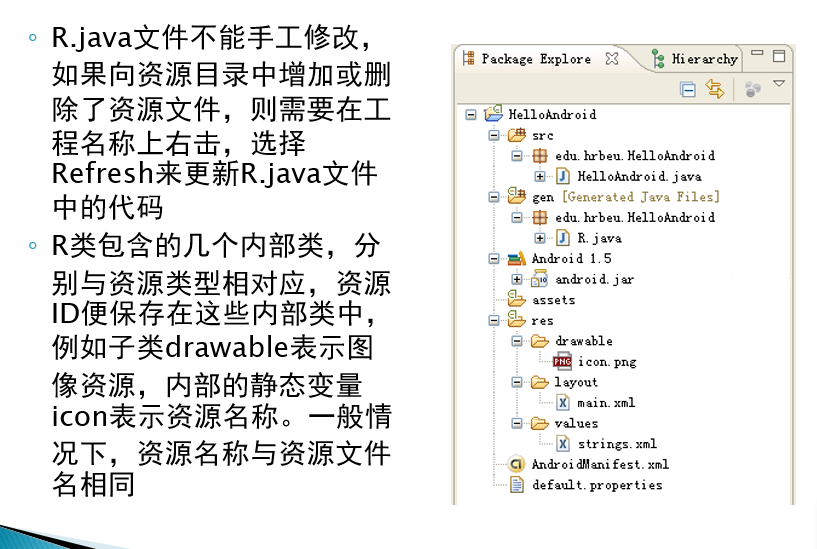 R.java文件不能手工修改，
如果向资源目录中增加或删
除了资源文件，则需要在工
程名称上右击，选择
Refresh来更新R.java文件
中的代码
R类包含的几个内部类，分
别与资源类型相对应，资源
ID便保存在这些内部类中，
例如子类drawable表示图
像资源，内部的静态变量
icon表示资源名称。一般情
况下，资源名称与资源文件
名相同
Package Explore
Hierarchy
HelloAndroid
src
edu.hrbeu.HelloAndroid
HelloAndroid.java
gen [Generated Java Files]
edu.hrbeu.HelloAndroid
R.java
Android 1.5
android.jar
assets
res
drawable
PNG icon.png
layout
main.xml
values
strings.xml
AndroidManifest.xml
default.properties